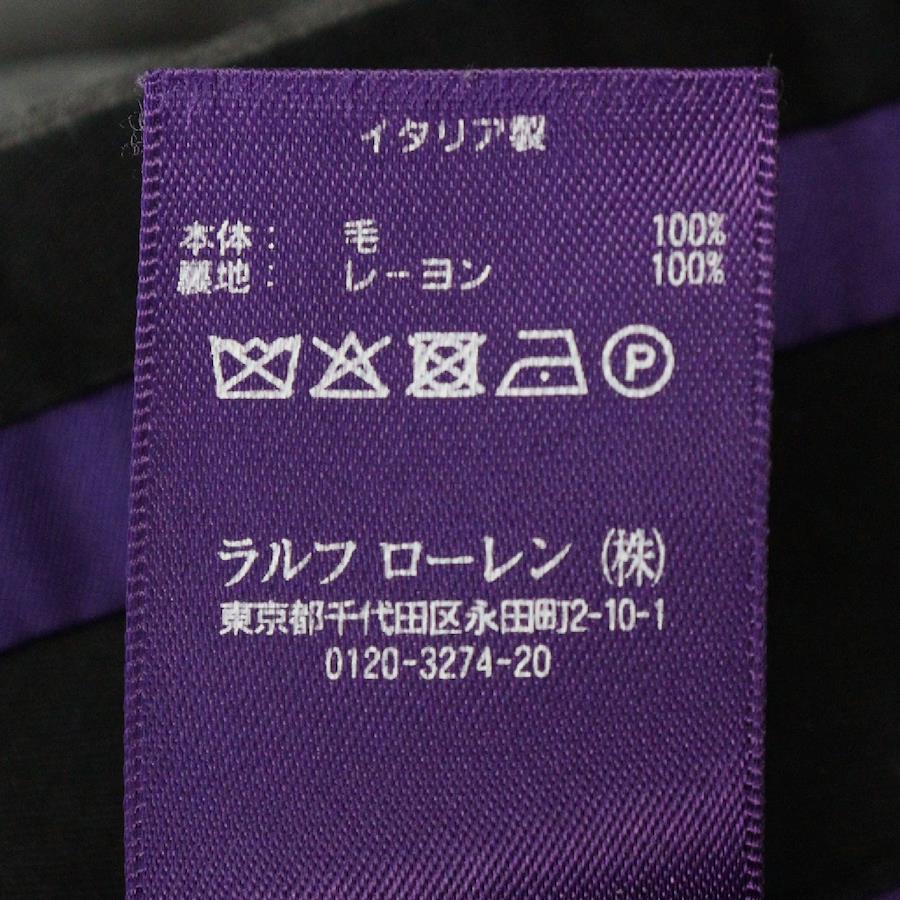 イタリア製
本体： 毛 100%
裏地： レーヨン 100%
P
ラルフ ローレン (株)
東京都千代田区永田町2-10-1
0120-3274-20